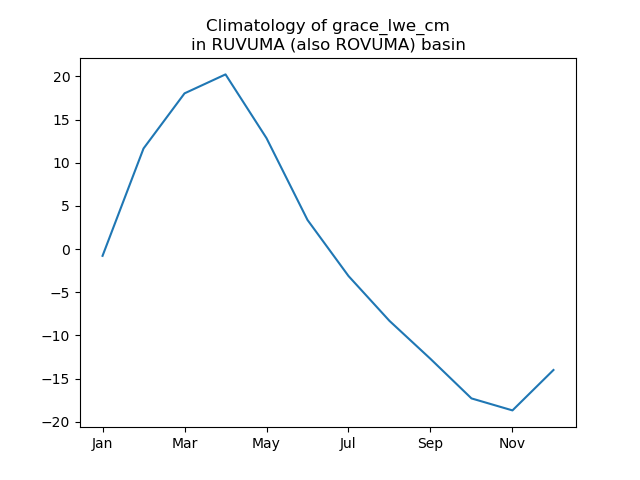 Climatology of grace_lwe_cm
in RUVUMA (also ROVUMA) basin
20
15
10
5
0
−5
−10
−15
−20
Jan
Mar
May
Jul
Sep
Nov